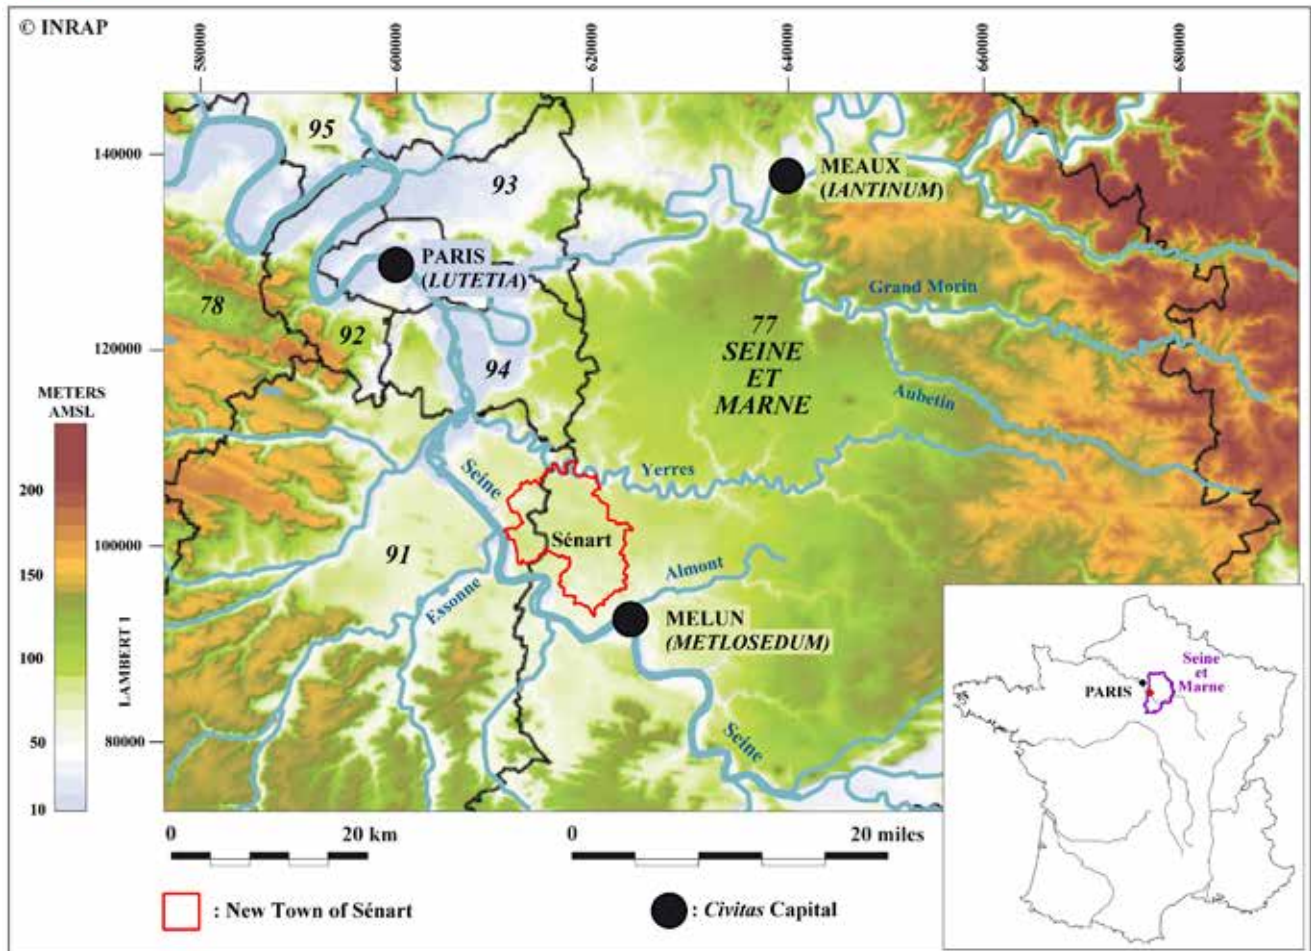 © INRAP
580000
600000
620000
640000
660000
680000
140000
120000
100000
80000
LAMBERT I
METERS
AMSL
200
150
100
50
10
95
93
MEAUX
(IANTINUM)
PARIS
(LUTETIA)
78
92
94
77
SEINE
ET
MARNE
Grand Morin
Aubetin
Yerres
Seine
Sénart
91
Essonne
Almont
MELUN
(METLOSEDUM)
Seine
Seine
et
Marne
PARIS
0 20 km
0 20 miles
: New Town of Sénart
: Civitas Capital